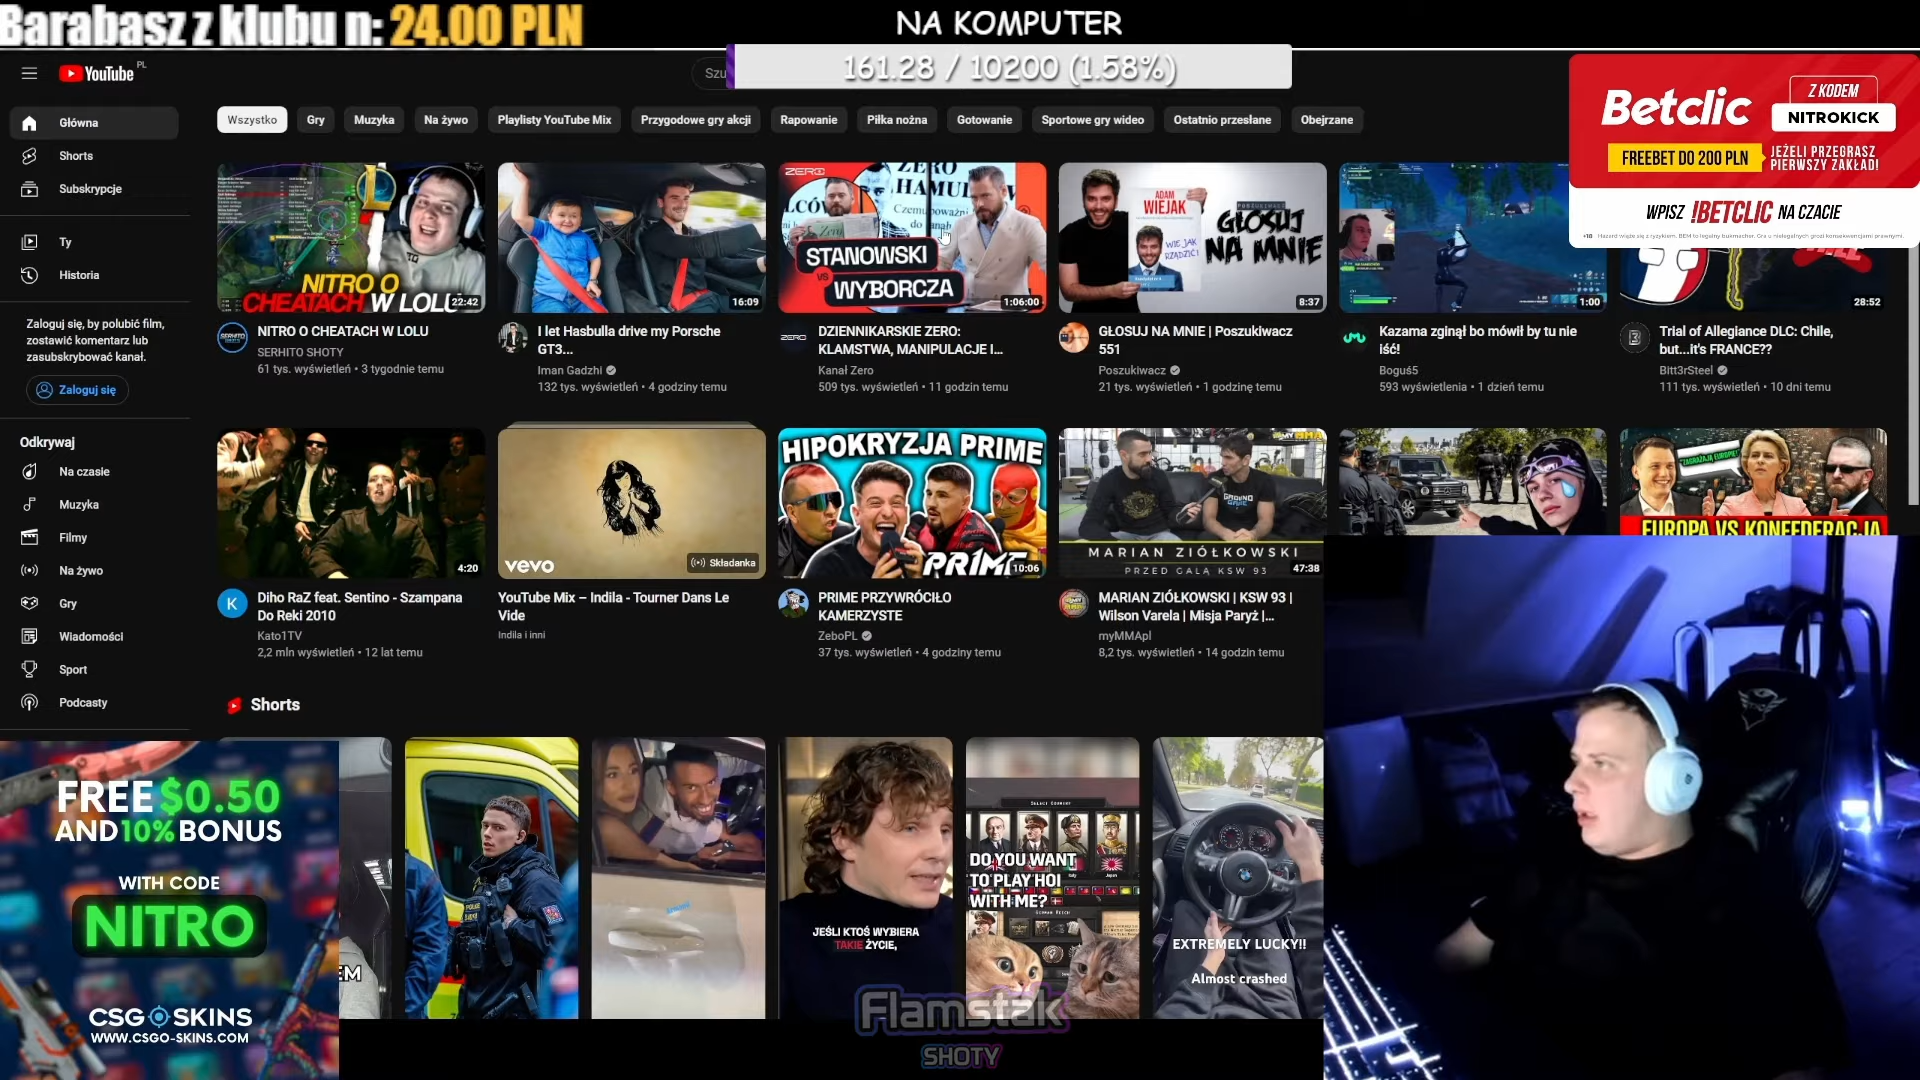 Barabasz z klubu n: 24.00 PLN
NA KOMPUTER
161.28 / 10200 (1.58%)
YouTube PL
Szu
Betclic
Z KODEM
NITROKICK
FREEBET DO 200 PLN
JEŻELI PRZEGRASZ
PIERWSZY ZAKŁAD!
WPISZ !BETCLIC NA CZACIE
Główna
Shorts
Subskrypcje
Ty
Historia
Zaloguj się, by polubić film,
zostawić komentarz lub
zasubskrybować kanał.
Zaloguj się
Odkrywaj
Na czasie
Muzyka
Filmy
Na żywo
Gry
Wiadomości
Sport
Podcasty
Wszystko
Gry
Muzyka
Na żywo
Playlisty YouTube Mix
Przygodowe gry akcji
Rapowanie
Piłka nożna
Gotowanie
Sportowe gry wideo
Ostatnio przesłane
Obejrzane
NITRO O
CHEATACH W LOLU
22:42
NITRO O CHEATACH W LOLU
SERHITO SHOTY
61 tys. wyświetleń • 3 tygodnie temu
16:09
I let Hasbulla drive my Porsche
GT3...
Iman Gadzhi
132 tys. wyświetleń • 4 godziny temu
ZERO
STANOWSKI
VS
WYBORCZA
1:06:00
DZIENNIKARSKIE ZERO:
KŁAMSTWA, MANIPULACJE I...
Kanał Zero
509 tys. wyświetleń • 11 godzin temu
ADAM
WIEJAK
WIEJAK
RZĄDZIĆ!
POSZUKIWACZ
GŁOSUJ
NA MNIE
8:37
GŁOSUJ NA MNIE | Poszukiwacz
551
Poszukiwacz
21 tys. wyświetleń • 1 godzinę temu
1:00
Kazama zginął bo mówił by tu nie
iść!
Boguś5
593 wyświetlenia • 1 dzień temu
28:52
Trial of Allegiance DLC: Chile,
but...it's FRANCE??
Bitt3rSteel
111 tys. wyświetleń • 10 dni temu
4:20
Diho RaZ feat. Sentino - Szampana
Do Reki 2010
Kato1TV
2,2 mln wyświetleń • 12 lat temu
vevo
Składanka
YouTube Mix – Indila - Tourner Dans Le
Vide
Indila i inni
HIPOKRYZJA PRIME
PRIME
10:06
PRIME PRZYWRÓCIŁO
KAMERZYSTE
ZeboPL
37 tys. wyświetleń • 4 godziny temu
MARIAN ZIÓŁKOWSKI
PRZED GALĄ KSW 93
47:38
MARIAN ZIÓŁKOWSKI | KSW 93 |
Wilson Varela | Misja Paryż |...
myMMApl
8,2 tys. wyświetleń • 14 godzin temu
"ZAGRAŻAJĄ EUROPIE!"
EUROPA VS KONFEDERACJA
Shorts
JEŚLI KTOŚ WYBIERA
TAKIE ŻYCIE,
DO YOU WANT
TO PLAY HOI
WITH ME?
EXTREMELY LUCKY!!
Almost crashed
FREE $0.50
AND 10% BONUS
WITH CODE
NITRO
CSGO SKINS
WWW.CSGO-SKINS.COM
Flamstak
SHOTY